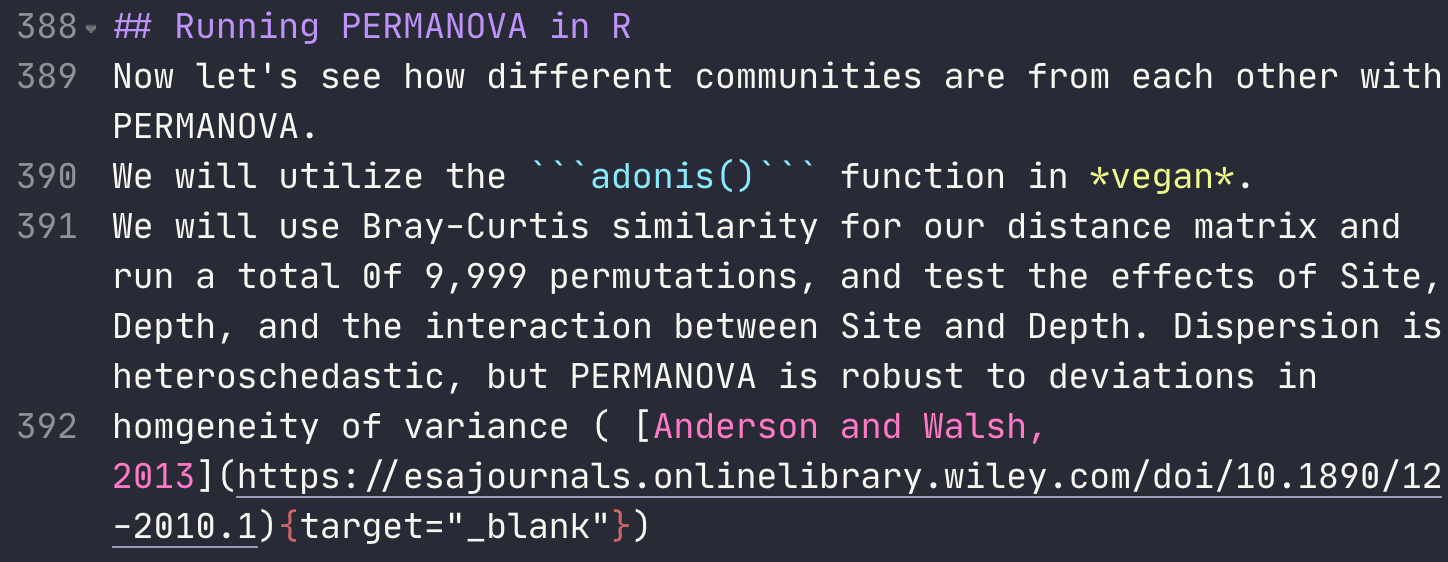 388 ## Running PERMANOVA in R
389 Now let's see how different communities are from each other with
PERMANOVA.
390 We will utilize the ```adonis()``` function in *vegan*.
391 We will use Bray-Curtis similarity for our distance matrix and
run a total 0f 9,999 permutations, and test the effects of Site,
Depth, and the interaction between Site and Depth. Dispersion is
heteroschedastic, but PERMANOVA is robust to deviations in
392 homgeneity of variance ( [Anderson and Walsh,
2013](https://esajournals.onlinelibrary.wiley.com/doi/10.1890/12
-2010.1){target="_blank"})